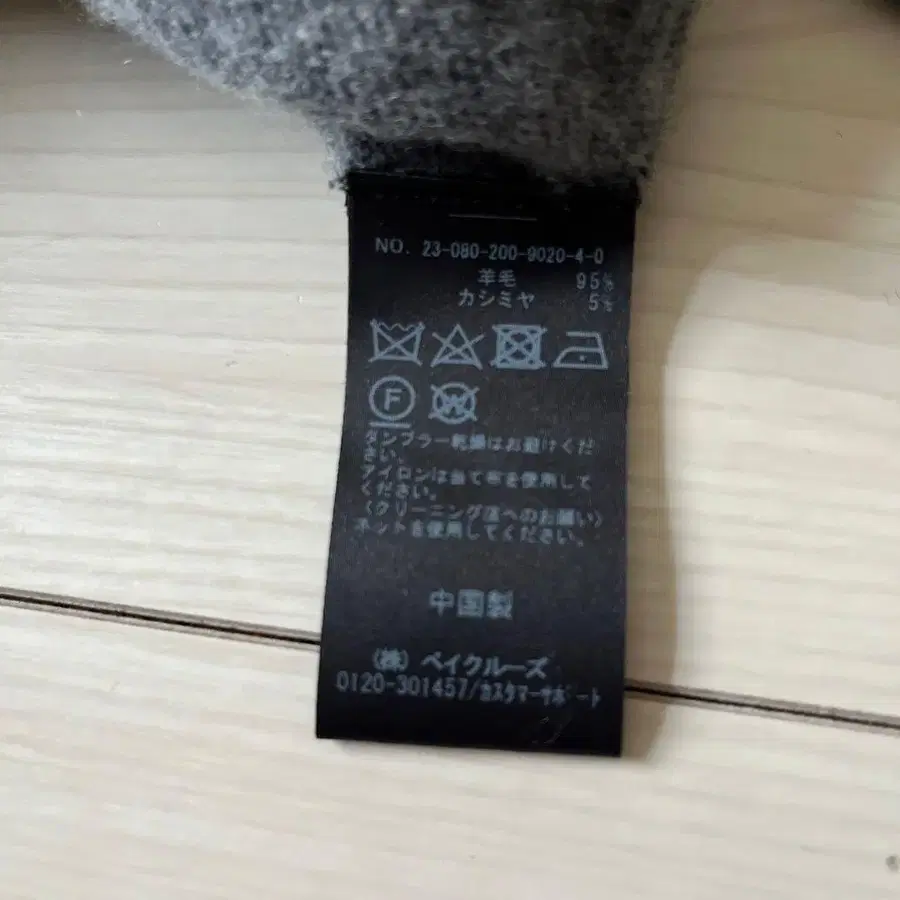 NO. 23-080-200-9020-4-0
羊毛 95%
カシミヤ 5%
F W
タンブラー乾燥はお避けくだ
さい。
アイロンは当て布を使用して
ください。
〈クリーニング店へのお願い〉
ネットを使用してください。
中国製
(株) ベイクルーズ
0120-301457/カスタマーサポート